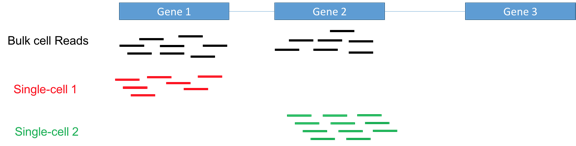 Gene 1 Gene 2 Gene 3
Bulk cell Reads
Single-cell 1
Single-cell 2